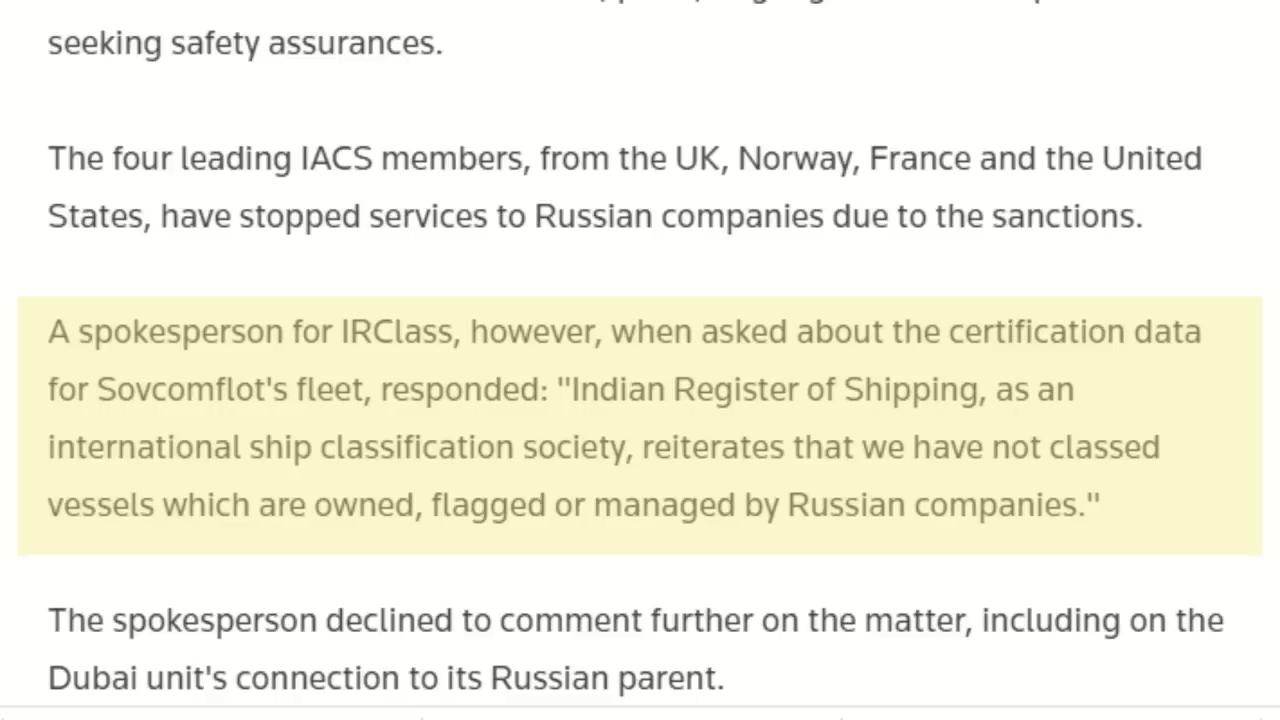 seeking safety assurances.
The four leading IACS members, from the UK, Norway, France and the United
States, have stopped services to Russian companies due to the sanctions.
A spokesperson for IRClass, however, when asked about the certification data
for Sovcomflot's fleet, responded: "Indian Register of Shipping, as an
international ship classification society, reiterates that we have not classed
vessels which are owned, flagged or managed by Russian companies."
The spokesperson declined to comment further on the matter, including on the
Dubai unit's connection to its Russian parent.